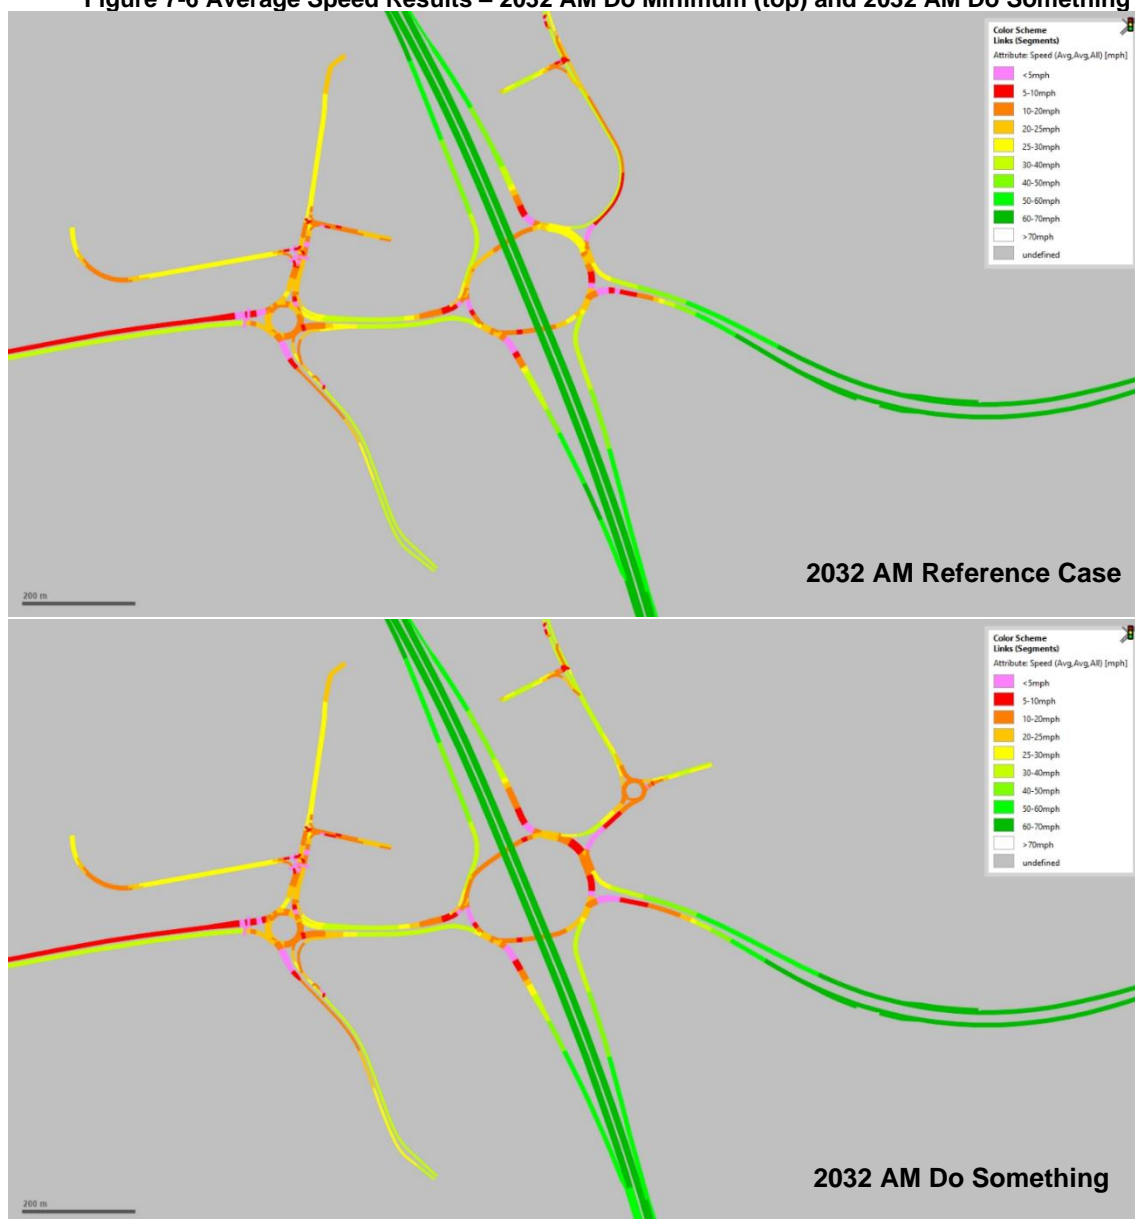 Figure 7-6 Average Speed Results – 2032 AM Do Minimum (top) and 2032 AM Do Something
Color Scheme
Links (Segments)
Attribute: Speed (Avg,Avg,All) [mph]
<5mph
5-10mph
10-20mph
20-25mph
25-30mph
30-40mph
40-50mph
50-60mph
60-70mph
>70mph
undefined
2032 AM Reference Case
200 m
Color Scheme
Links (Segments)
Attribute: Speed (Avg,Avg,All) [mph]
<5mph
5-10mph
10-20mph
20-25mph
25-30mph
30-40mph
40-50mph
50-60mph
60-70mph
>70mph
undefined
2032 AM Do Something
200 m